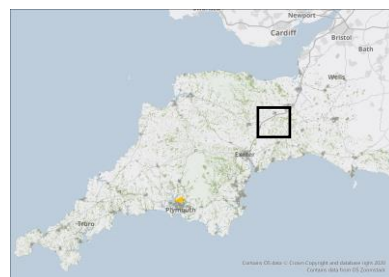 Newport
Cardiff
Bristol
Bath
Wells
Exeter
Plymouth
Truro
Contains OS data © Crown Copyright and database right 2020
Contains data from OS Zoomstack